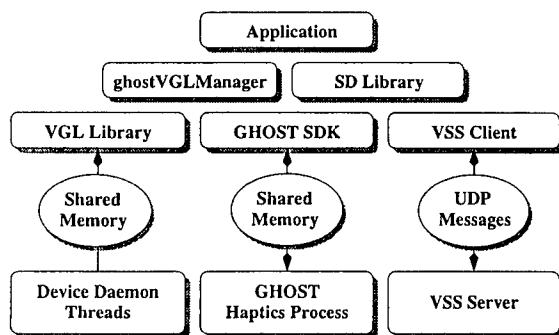 Application
ghostVGLManager
SD Library
VGL Library
GHOST SDK
VSS Client
Shared
Memory
Shared
Memory
UDP
Messages
Device Daemon
Threads
GHOST
Haptics Process
VSS Server